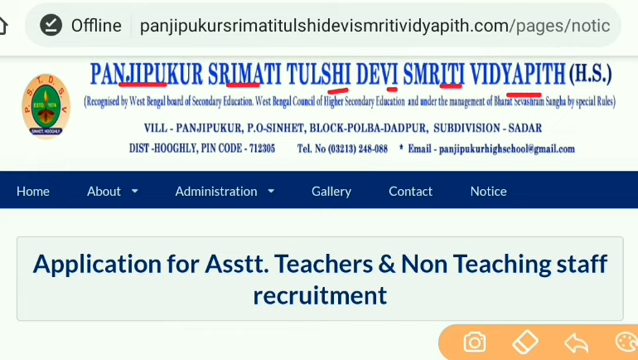 Offline panjipukursrimatitulshidevismritividyapith.com/pages/notic
PANJIPUKUR SRIMATI TULSHI DEVI SMRITI VIDYAPITH (H.S.)
(Recognised by West Bengal board of Secondary Education. West Bengal Council of Higher Secondary Education and under the management of Bharat Sevashram Sangha by special Rules)
VILL - PANJIPUKUR, P.O-SINHET, BLOCK-POLBA-DADPUR, SUBDIVISION - SADAR
DIST -HOOGHLY, PIN CODE - 712305 Tel. No (03213) 248-088 * Email - panjipukurhighschool@gmail.com
Home About Administration Gallery Contact Notice
Application for Asstt. Teachers & Non Teaching staff
recruitment